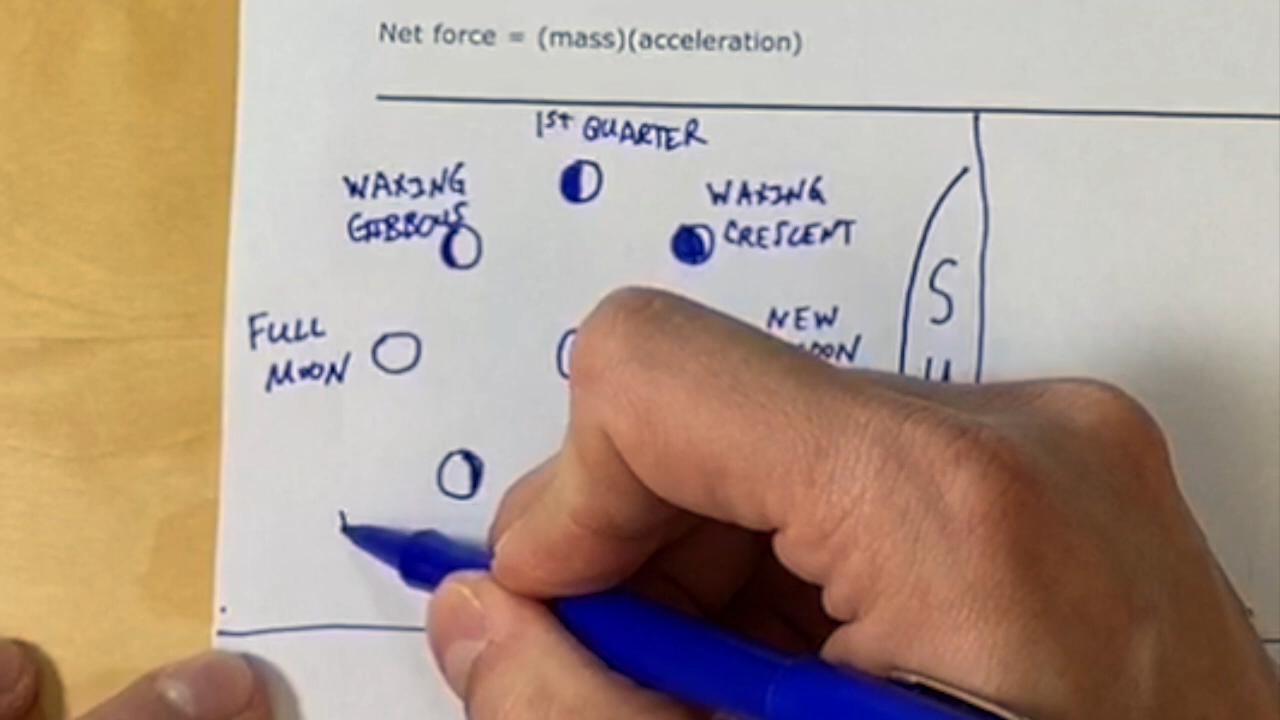 Net force = (mass)(acceleration)
1ST QUARTER
WAXING
GIBBOUS
WAXING
CRESCENT
FULL
MOON
NEW
S
U